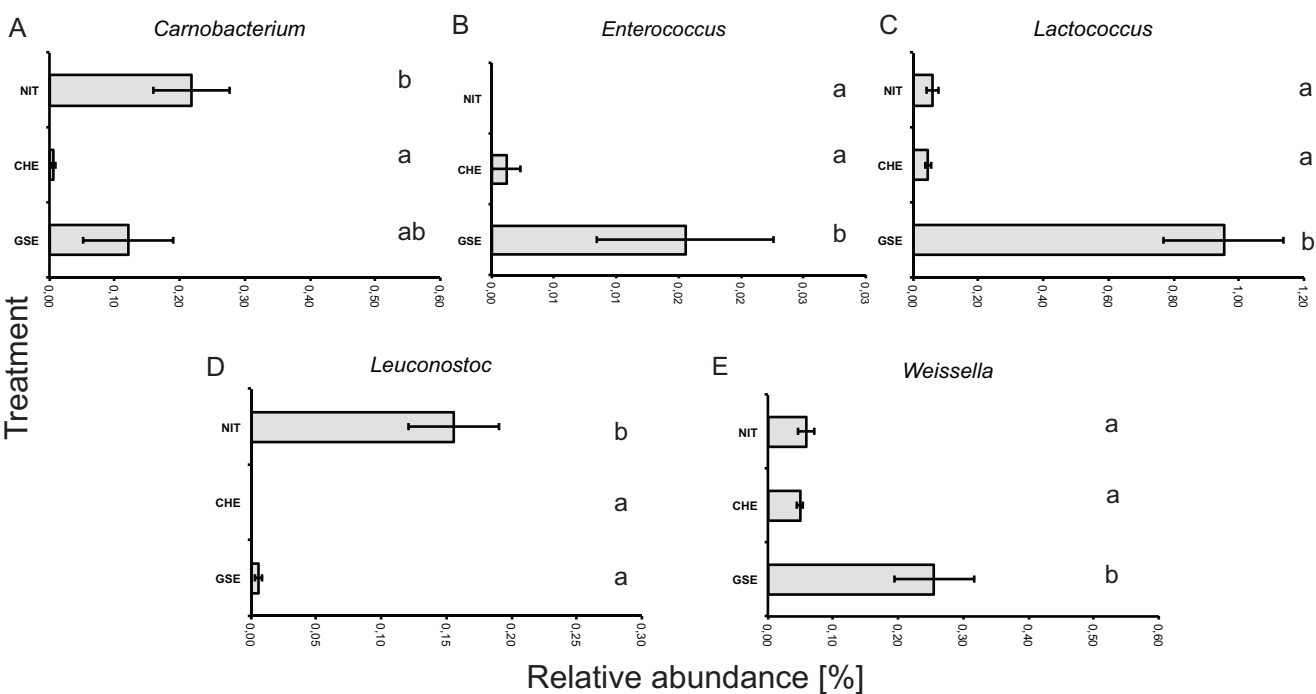 A
Carnobacterium
NIT
b
CHE
a
GSE
ab
0,00
0,10
0,20
0,30
0,40
0,50
0,60
B
Enterococcus
NIT
a
CHE
a
GSE
b
0,00
0,01
0,01
0,02
0,02
0,03
0,03
C
Lactococcus
NIT
a
CHE
a
GSE
b
0,00
0,20
0,40
0,60
0,80
1,00
1,20
Treatment
D
Leuconostoc
NIT
b
CHE
a
GSE
a
0,00
0,05
0,10
0,15
0,20
0,25
0,30
E
Weissella
NIT
a
CHE
a
GSE
b
0,00
0,10
0,20
0,30
0,40
0,50
0,60
Relative abundance [%]